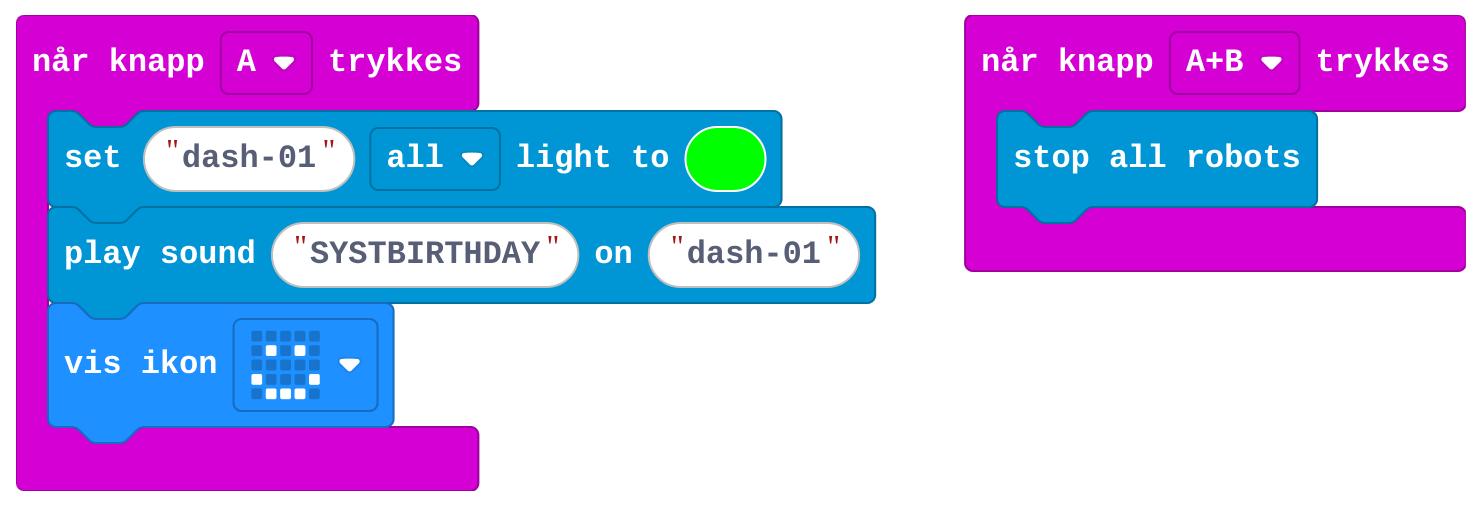 når knapp A trykkes
set "dash-01" all light to
play sound "SYSTBIRTHDAY" on "dash-01"
vis ikon
når knapp A+B trykkes
stop all robots